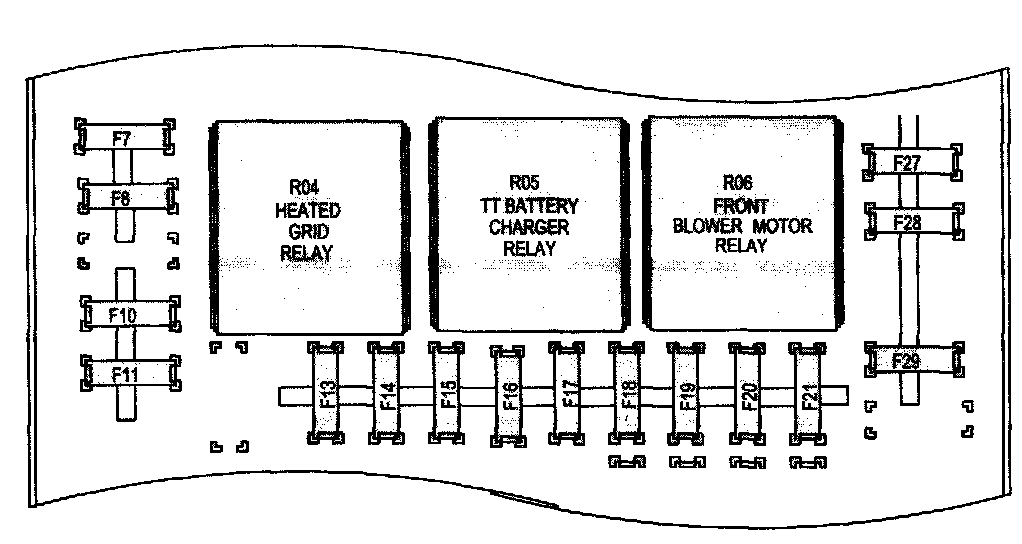 F7
F8
F10
F11
R04
HEATED
GRID
RELAY
R05
TT BATTERY
CHARGER
RELAY
R06
FRONT
BLOWER MOTOR
RELAY
F27
F28
F29
F13
F14
F15
F16
F17
F18
F19
F20
F21